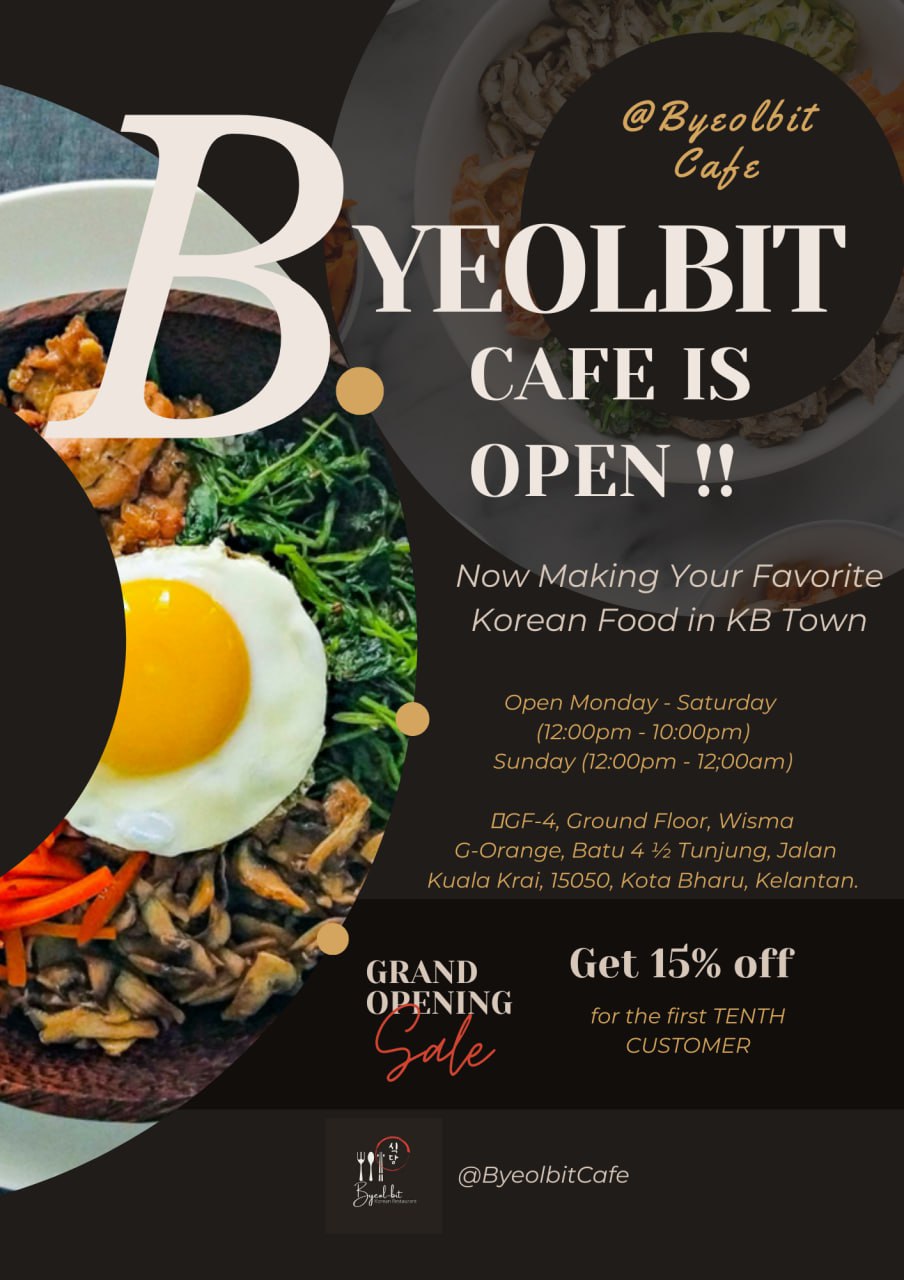 @Byeolbit
Cafe
BYEOLBIT
CAFE IS
OPEN !!
Now Making Your Favorite
Korean Food in KB Town
Open Monday - Saturday
(12:00pm - 10:00pm)
Sunday (12:00pm - 12;00am)
GF-4, Ground Floor, Wisma
G-Orange, Batu 4 ½ Tunjung, Jalan
Kuala Krai, 15050, Kota Bharu, Kelantan.
GRAND
OPENING
Sale
Get 15% off
for the first TENTH
CUSTOMER
식
당
Byeol-bit
Korean Restaurant
@ByeolbitCafe